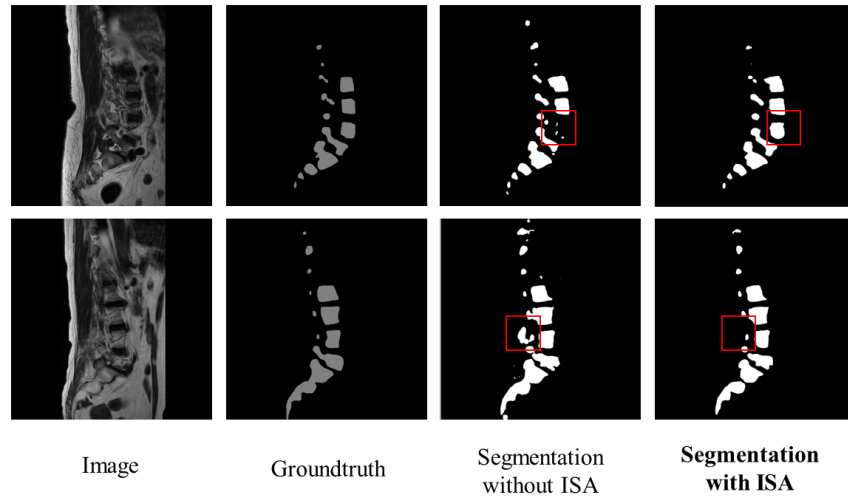 Image
Groundtruth
Segmentation
without ISA
Segmentation
with ISA